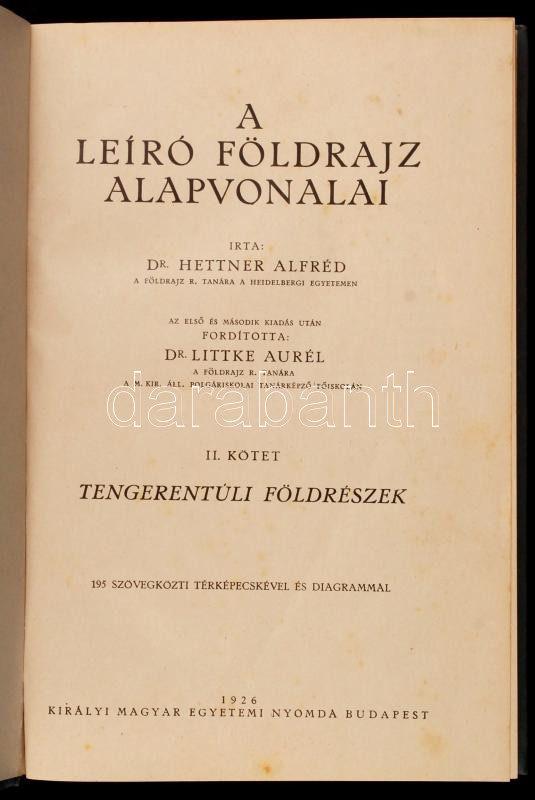 A
LEÍRÓ FÖLDRAJZ
ALAPVONALAI
IRTA:
DR. HETTNER ALFRÉD
A FÖLDRAJZ R. TANÁRA A HEIDELBERGI EGYETEMEN
AZ ELSŐ ÉS MÁSODIK KIADÁS UTÁN
FORDÍTOTTA:
DR. LITTKE AURÉL
A FÖLDRAJZ R. TANÁRA
A M. KIR. ÁLL. POLGÁRISKOLAI TANÁRKÉPZŐ FŐISKOLÁN
darabanth
II. KÖTET
TENGERENTÚLI FÖLDRÉSZEK
195 SZÖVEGKÖZTI TÉRKÉPECSKÉVEL ÉS DIAGRAMMAL
1926
KIRÁLYI MAGYAR EGYETEMI NYOMDA BUDAPEST